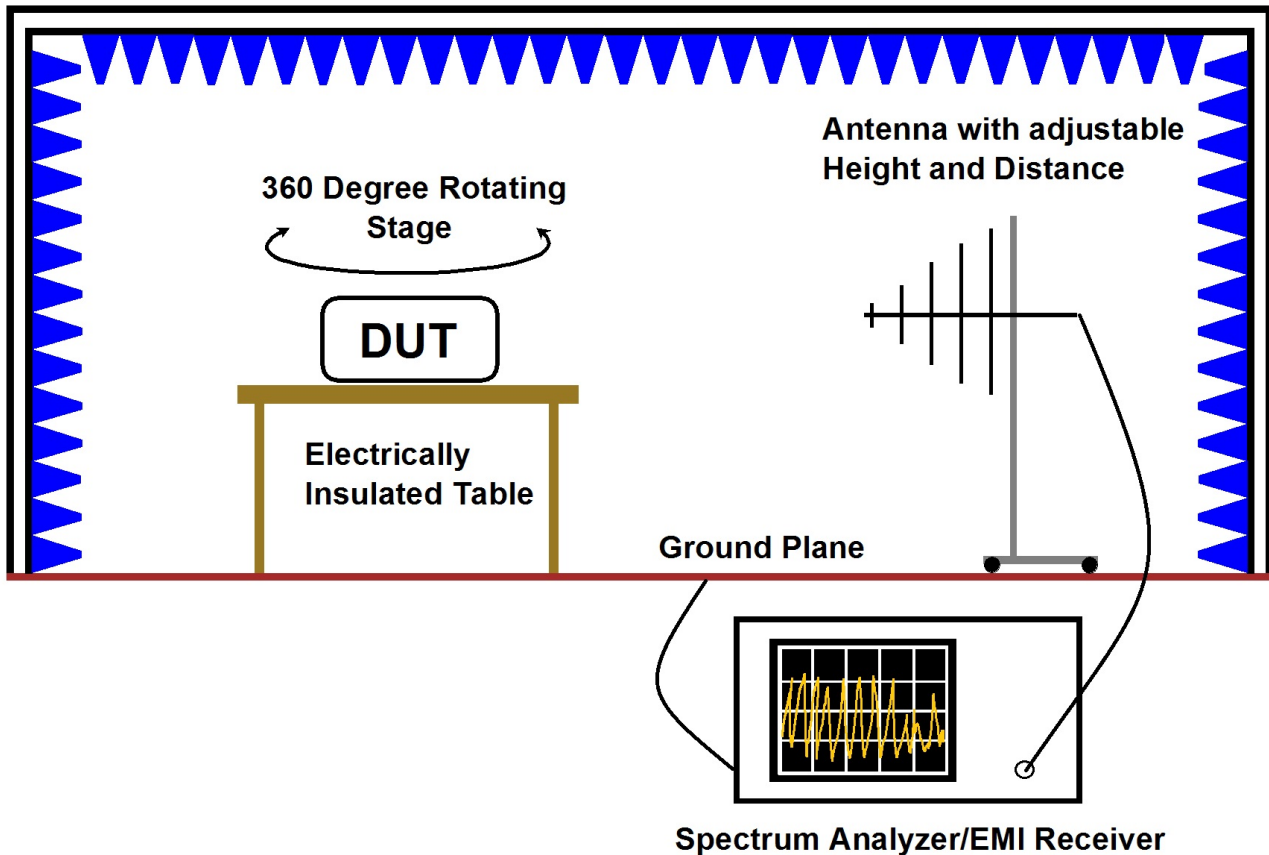 Antenna with adjustable
Height and Distance
360 Degree Rotating
Stage
DUT
Electrically
Insulated Table
Ground Plane
Spectrum Analyzer/EMI Receiver